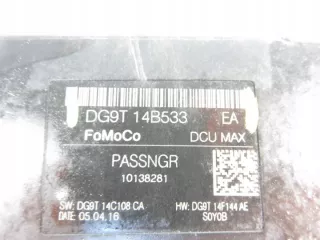 DG9T 14B533 EA
FoMoCo DCU MAX
PASSNGR
10138281
SW: DG9T 14C108 CA HW: DG9T 14F144 AE
DATE: 05.04.16 S0Y0B